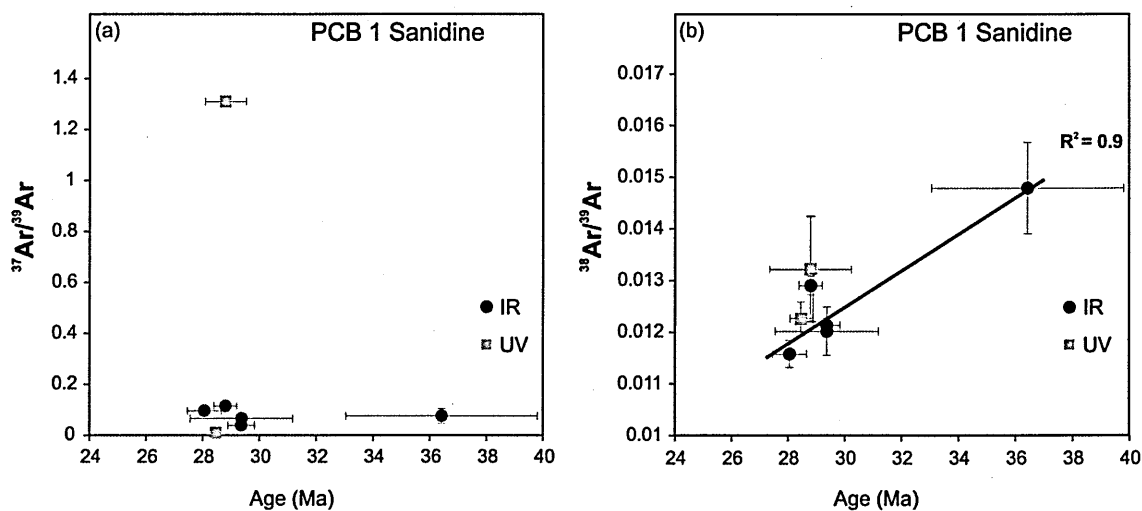 (a)
PCB 1 Sanidine
1.4
1.2
1
0.8
0.6
0.4
0.2
0
³⁷Ar/³⁹Ar
IR
UV
24 26 28 30 32 34 36 38 40
Age (Ma)
(b)
PCB 1 Sanidine
0.017
0.016
0.015
0.014
0.013
0.012
0.011
0.01
³⁸Ar/³⁹Ar
R² = 0.9
IR
UV
24 26 28 30 32 34 36 38 40
Age (Ma)